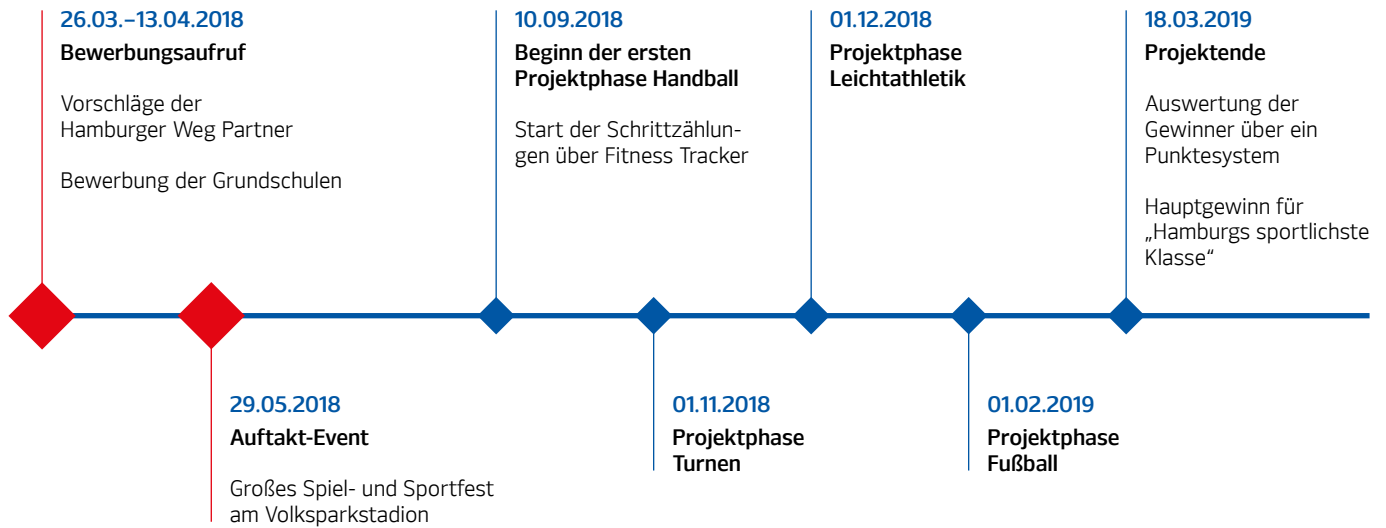 26.03.–13.04.2018
Bewerbungsaufruf
Vorschläge der
Hamburger Weg Partner
Bewerbung der Grundschulen
10.09.2018
Beginn der ersten
Projektphase Handball
Start der Schrittzählun-
gen über Fitness Tracker
01.12.2018
Projektphase
Leichtathletik
18.03.2019
Projektende
Auswertung der
Gewinner über ein
Punktesystem
Hauptgewinn für
„Hamburgs sportlichste
Klasse“
29.05.2018
Auftakt-Event
Großes Spiel- und Sportfest
am Volksparkstadion
01.11.2018
Projektphase
Turnen
01.02.2019
Projektphase
Fußball